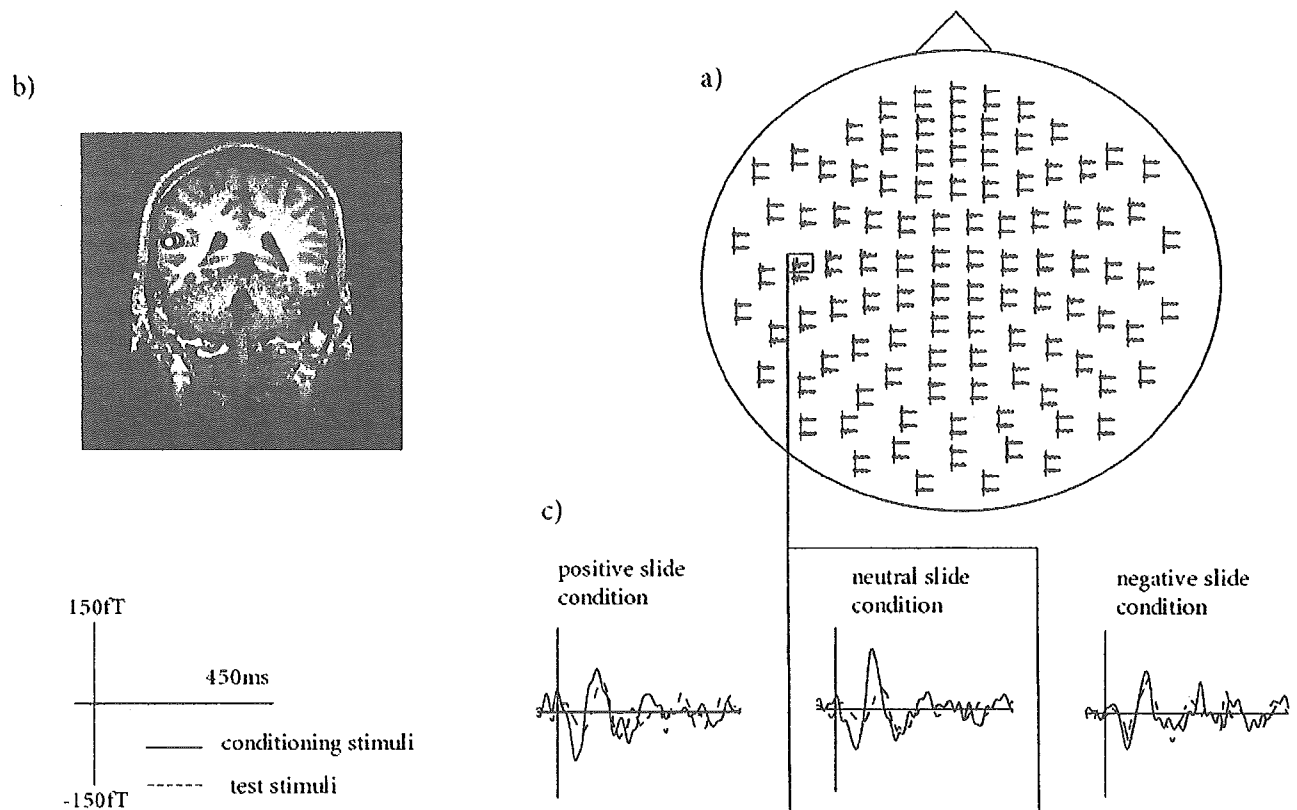 b)
a)
c)
positive slide
condition
neutral slide
condition
negative slide
condition
150fT
450ms
conditioning stimuli
test stimuli
-150fT